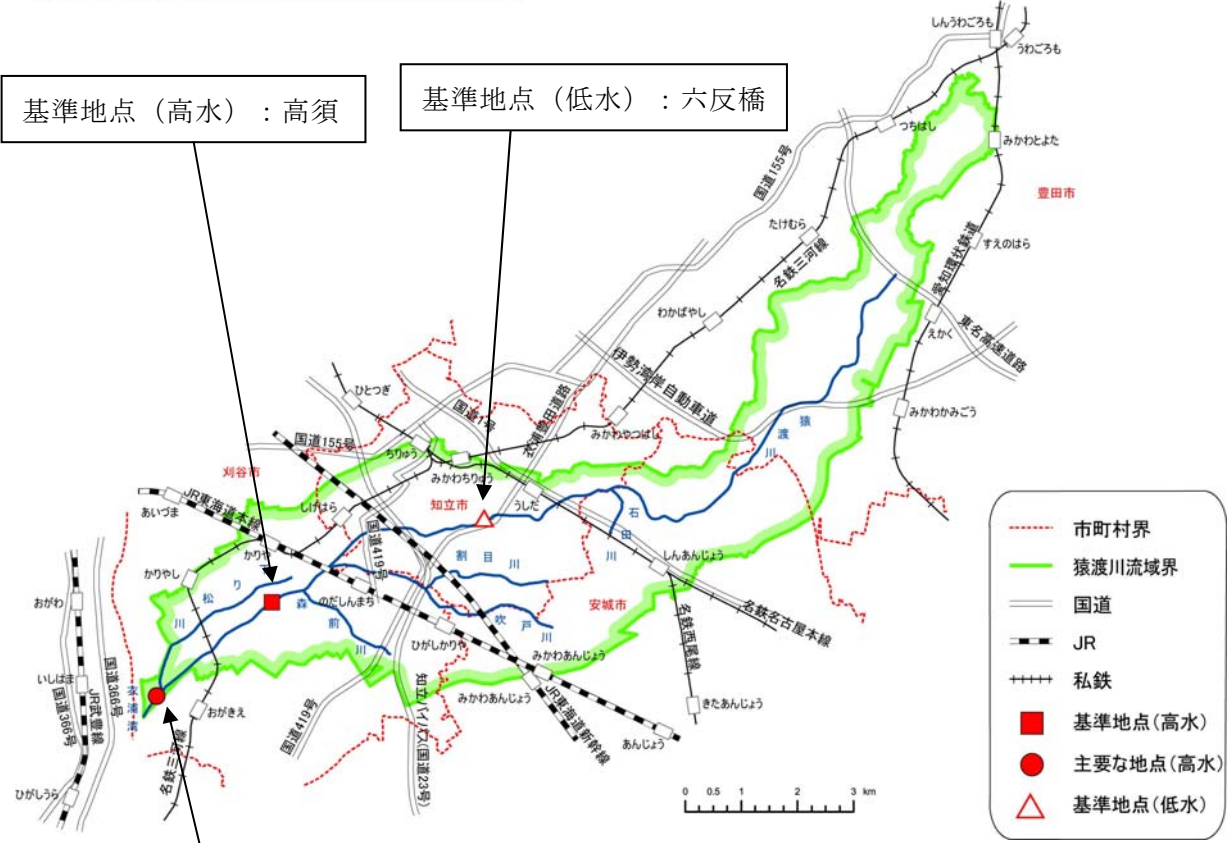 しんうわごろも
うわごろも
基準地点（高水）：高須
基準地点（低水）：六反橋
つちはし
みかわとよた
国道155号
豊田市
たけむら
名鉄三河線
すえのはら
愛知環状鉄道
わかばやし
えかく
東名高速道路
伊勢湾岸自動車道
ひとつぎ
国道1号
衣浦豊田道路
みかわかみごう
みかわやつはし
猿渡川
国道155号
ちりゅう
みかわちりゅう
刈谷市
知立市
うしだ
石田川
しげはら
あいづま
JR東海道本線
国道419号
かりや
割目川
しんあんじょう
かりやし
のだしんまち
松り川
森前川
安城市
名鉄名古屋本線
おがわ
吹戸川
ひがしかりや
名鉄西尾線
みかわあんじょう
いしはま
国道366号
国道366号
JR武豊線
衣浦湾
おがきえ
みかわあんじょう
きたあんじょう
知立バイパス(国道23号)
JR東海道新幹線
国道419号
あんじょう
名鉄三河線
ひがしうら
0 0.5 1 2 3 km
市町村界
猿渡川流域界
国道
JR
私鉄
基準地点(高水)
主要な地点(高水)
基準地点(低水)